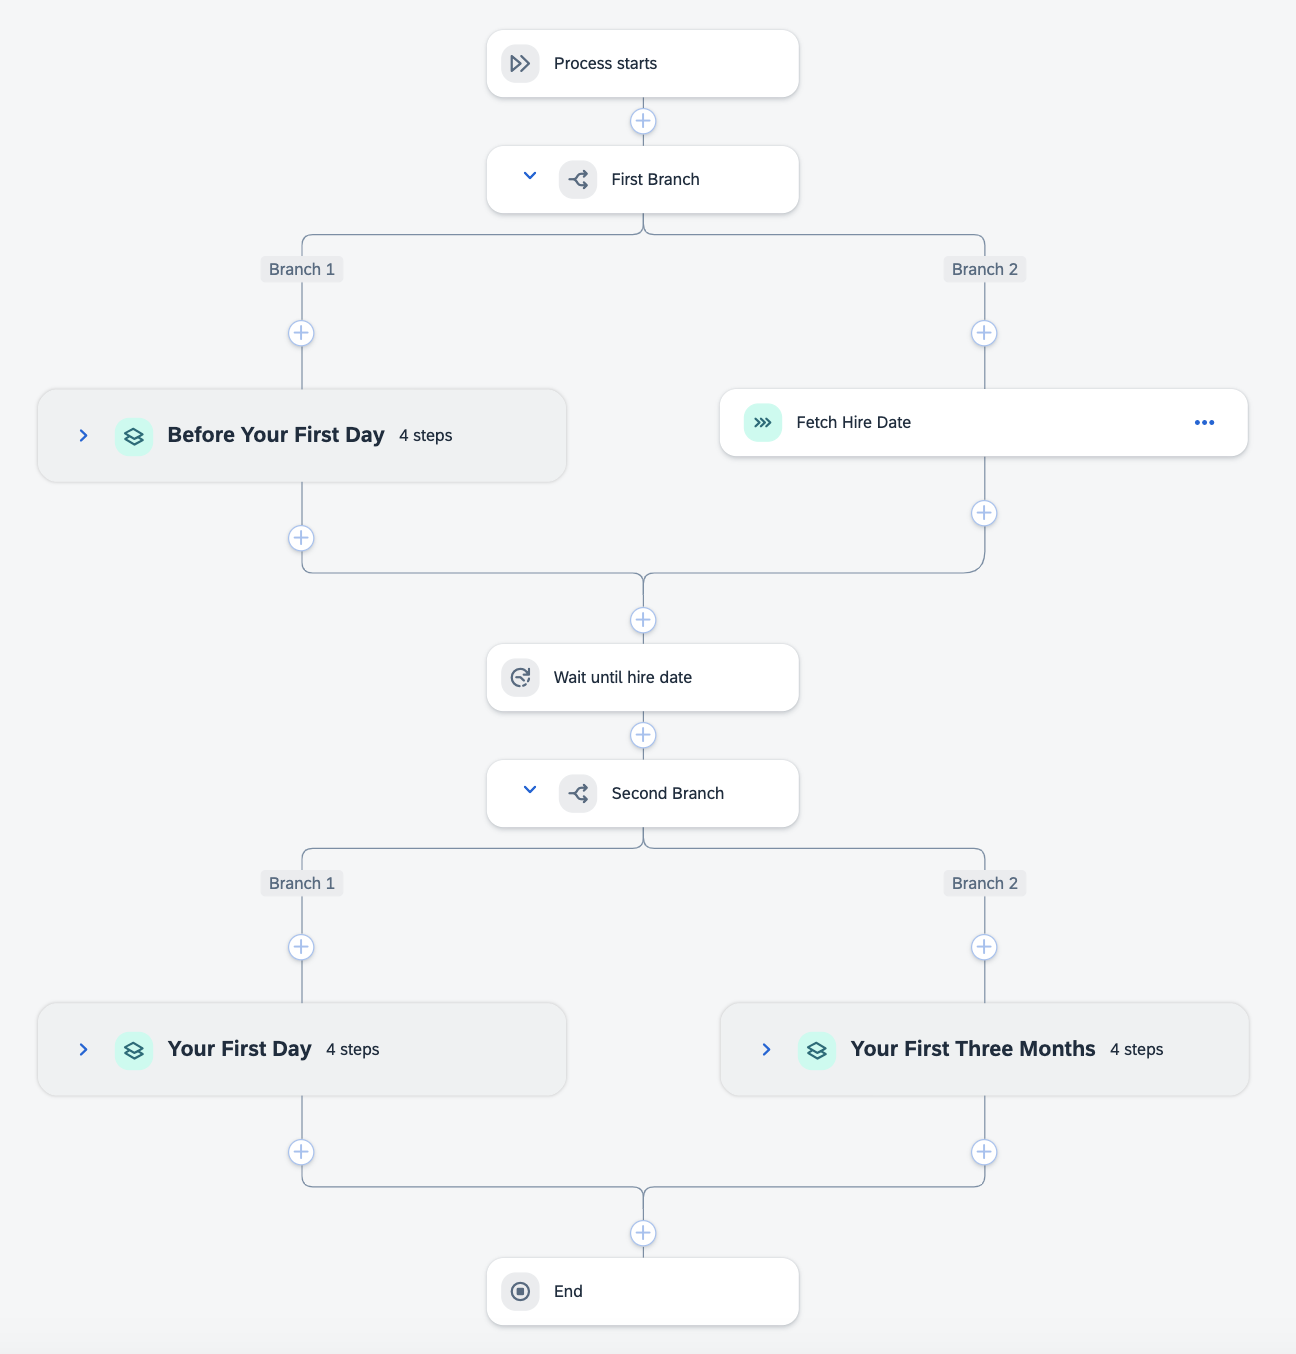 Process starts
First Branch
Branch 1
Branch 2
Before Your First Day 4 steps
Fetch Hire Date
Wait until hire date
Second Branch
Branch 1
Branch 2
Your First Day 4 steps
Your First Three Months 4 steps
End